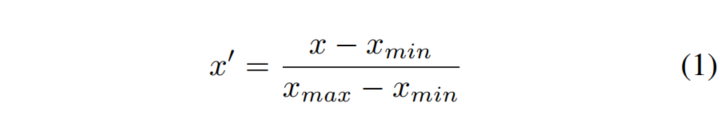 x′ = (x − x_min) / (x_max − x_min) (1)